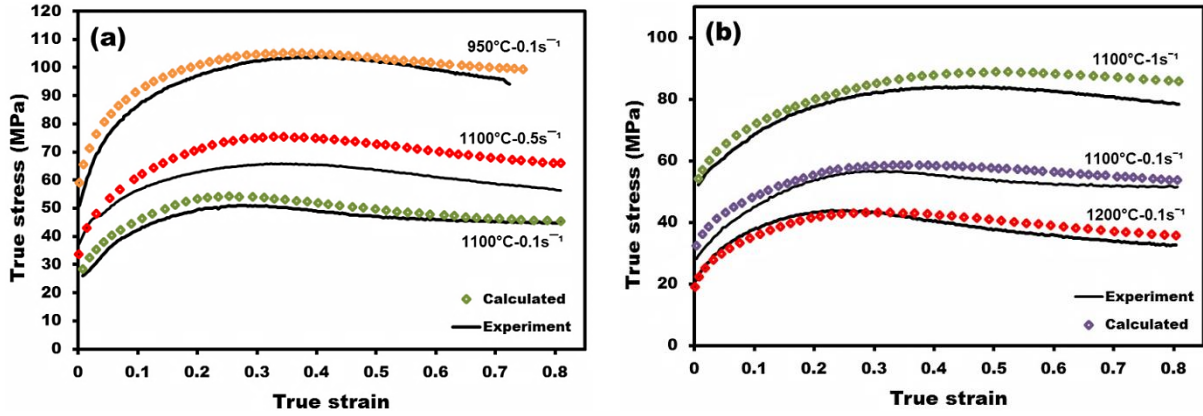 (a)
True stress (MPa)
120
110
100
90
80
70
60
50
40
30
20
10
0
950°C-0.1s⁻¹
1100°C-0.5s⁻¹
1100°C-0.1s⁻¹
Calculated
Experiment
0 0.1 0.2 0.3 0.4 0.5 0.6 0.7 0.8
True strain
(b)
True stress (MPa)
100
80
60
40
20
0
1100°C-1s⁻¹
1100°C-0.1s⁻¹
1200°C-0.1s⁻¹
Experiment
Calculated
0 0.1 0.2 0.3 0.4 0.5 0.6 0.7 0.8
True strain